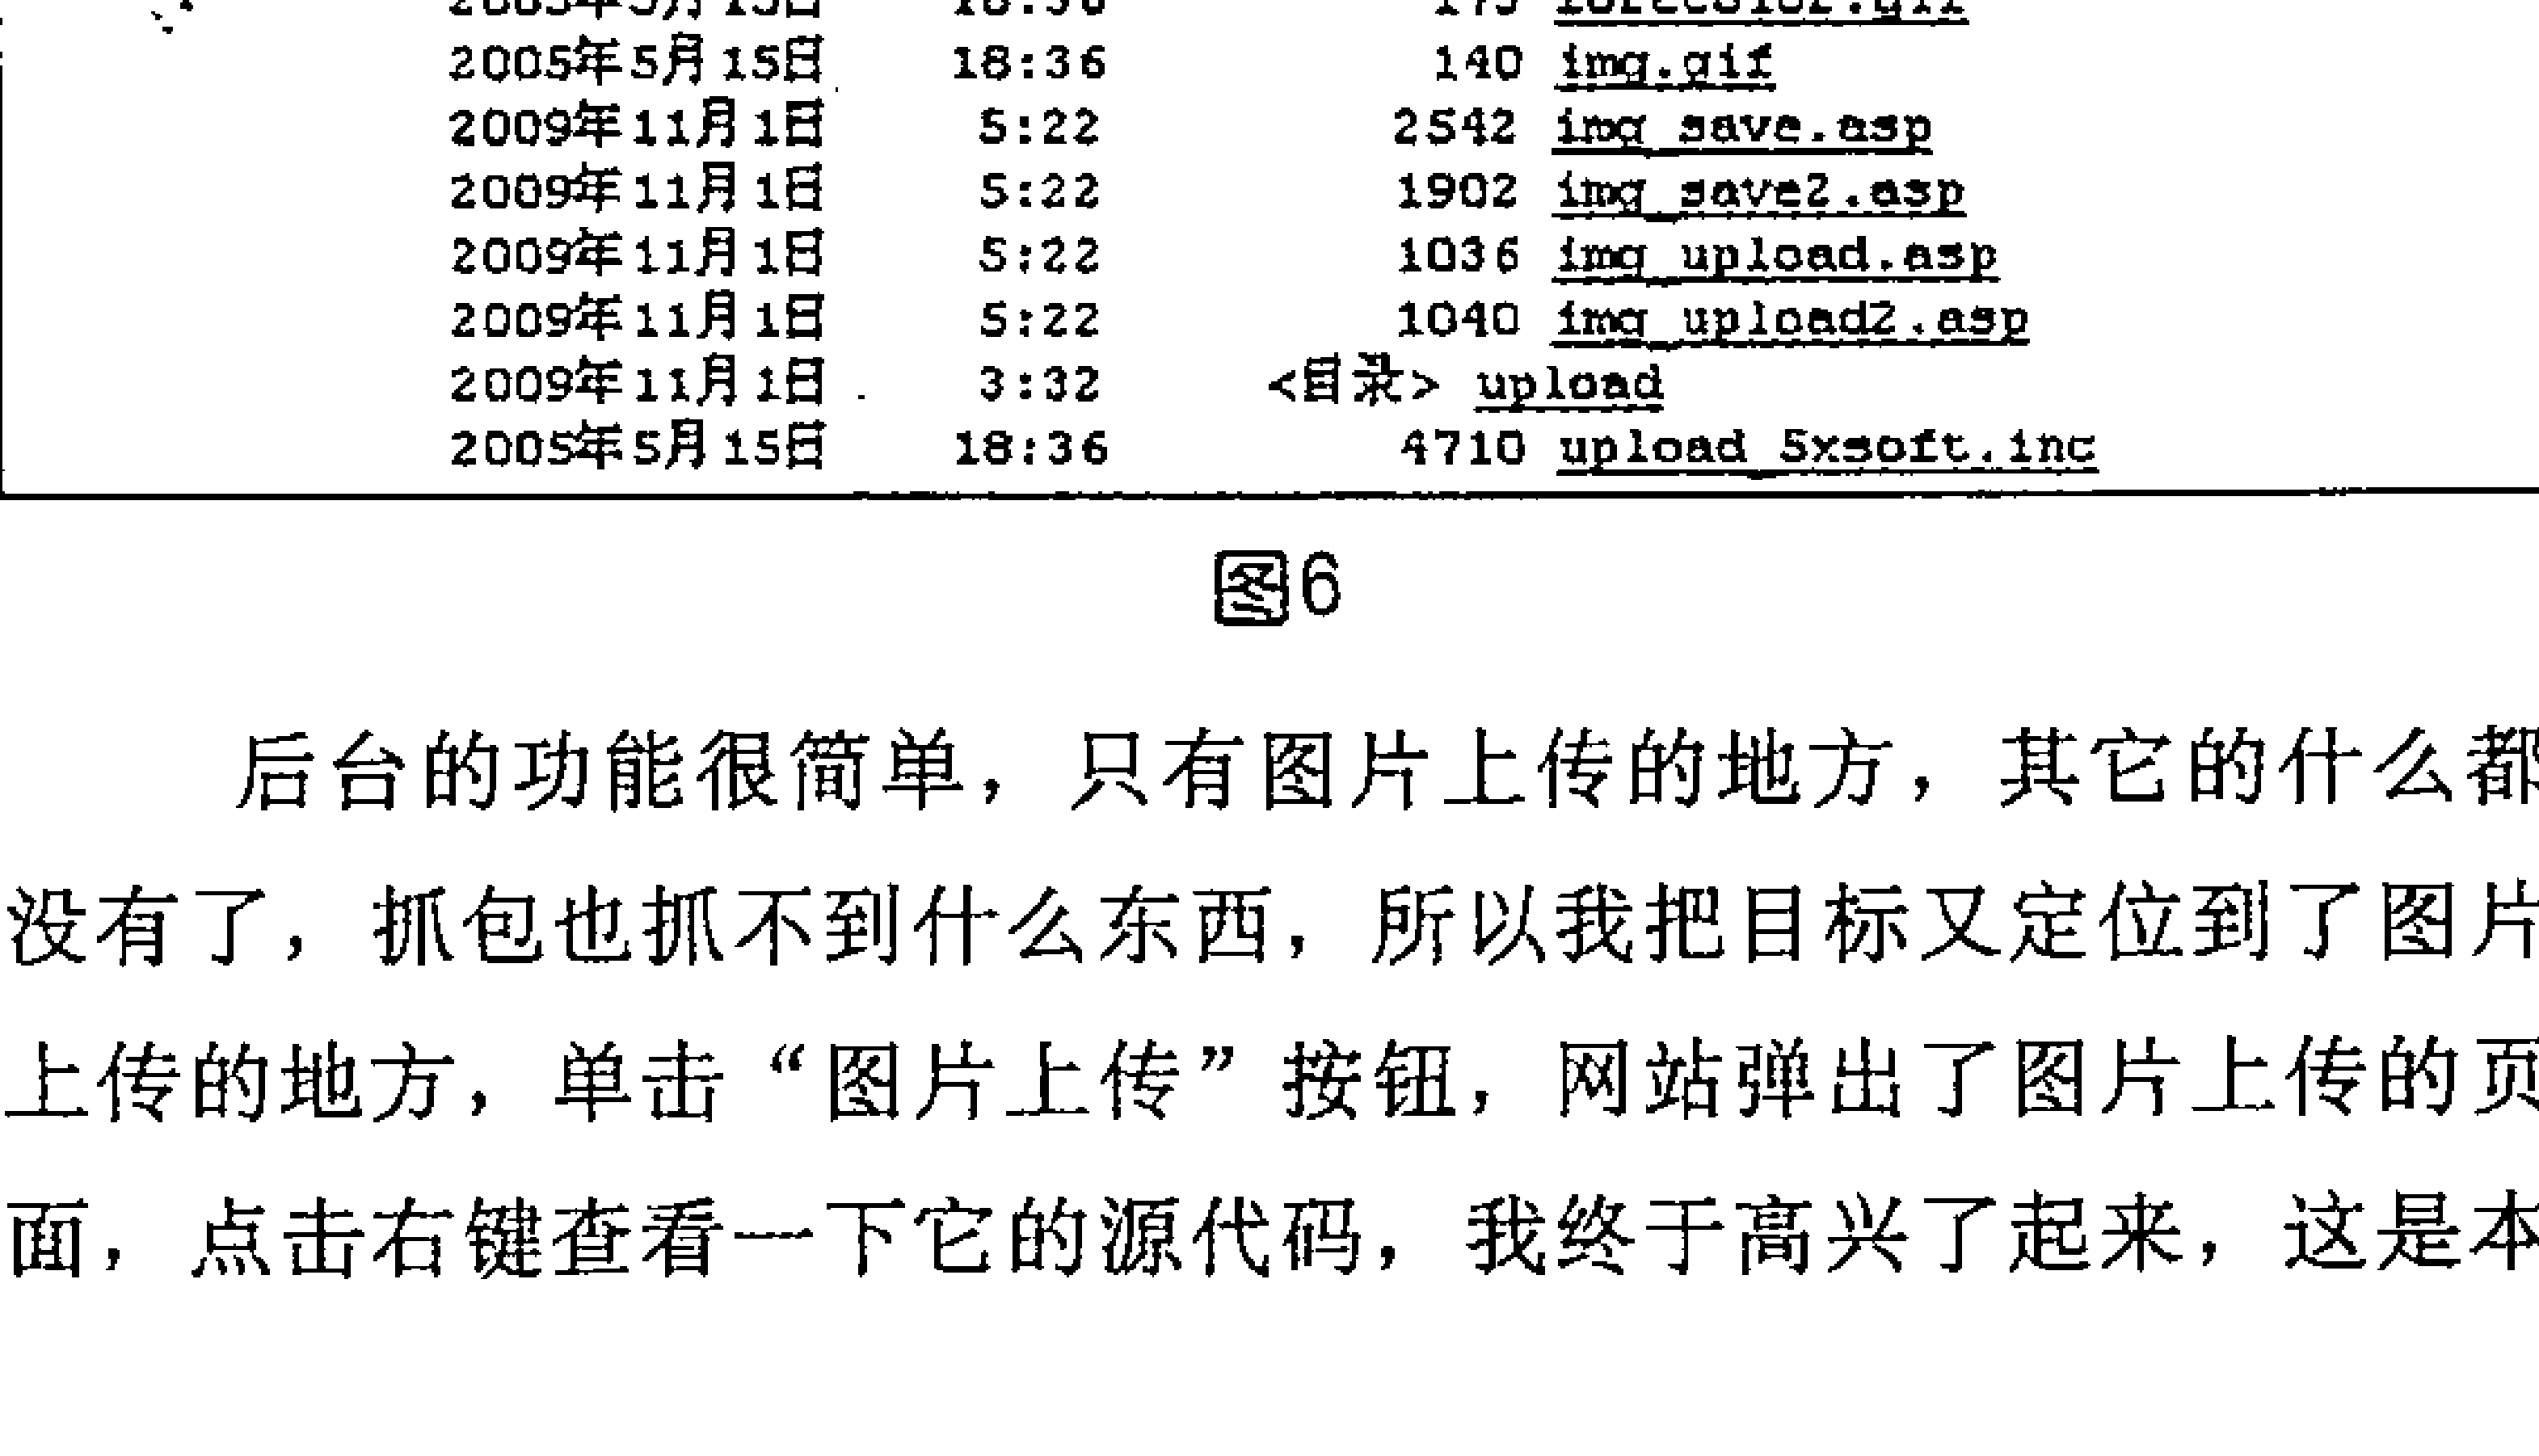 2005年5月15日 18:36 140 img.gif
2009年11月1日 5:22 2542 img_save.asp
2009年11月1日 5:22 1902 img_save2.asp
2009年11月1日 5:22 1036 img_upload.asp
2009年11月1日 5:22 1040 img_upload2.asp
2009年11月1日 3:32 <目录> upload
2005年5月15日 18:36 4710 upload_5xsoft.inc
图6
后台的功能很简单，只有图片上传的地方，其它的什么都
没有了，抓包也抓不到什么东西，所以我把目标又定位到了图片
上传的地方，单击“图片上传”按钮，网站弹出了图片上传的页
面，点击右键查看一下它的源代码，我终于高兴了起来，这是本